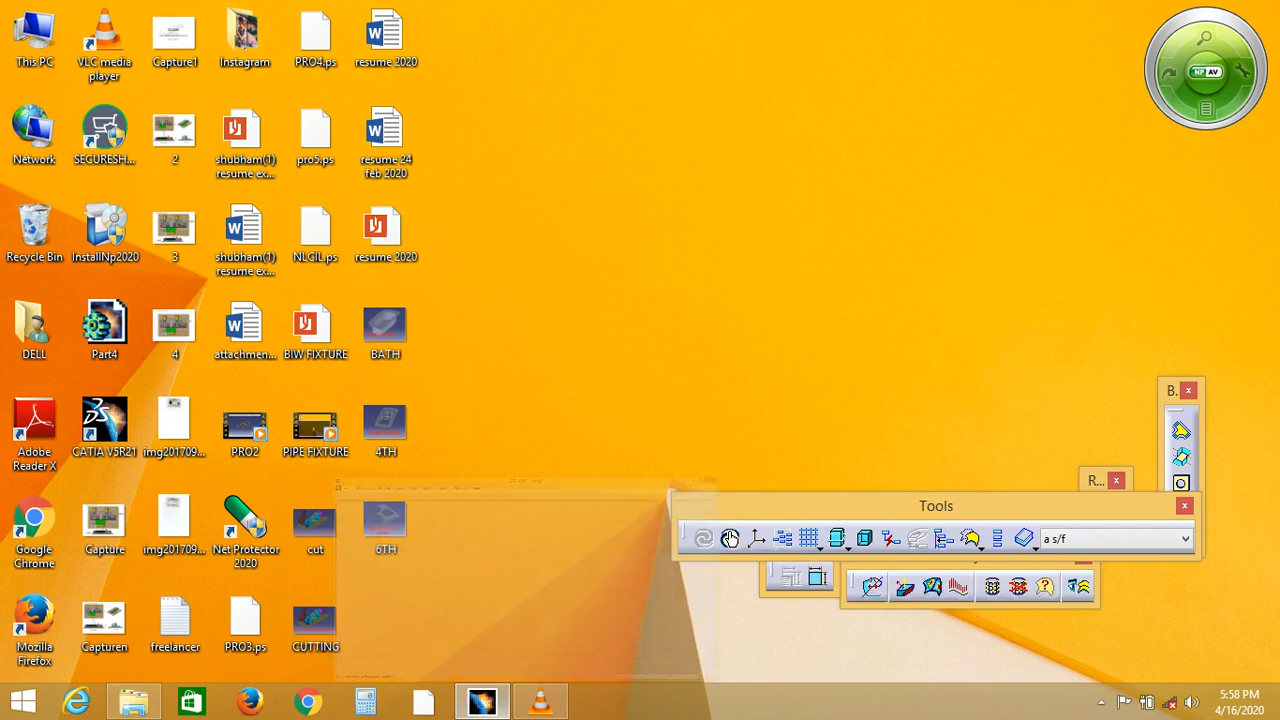 This PC
VLC media
player
Capture1
Instagram
PRO4.ps
resume 2020
NP AV
Network
SECURESH...
2
shubham(1)
resume ex...
pro5.ps
resume 24
feb 2020
Recycle Bin
InstallNp2020
3
shubham(1)
resume ex...
NLCIL.ps
resume 2020
DELL
Part4
4
attachmen...
BIW FIXTURE
BATH
B.
Adobe
Reader X
CATIA V5R21
img201709...
PRO2
PIPE FIXTURE
4TH
R...
Tools
a s/f
Google
Chrome
Capture
img201709...
Net Protector
2020
cut
6TH
Mozilla
Firefox
Capturen
freelancer
PRO3.ps
CUTTING
5:58 PM
4/16/2020